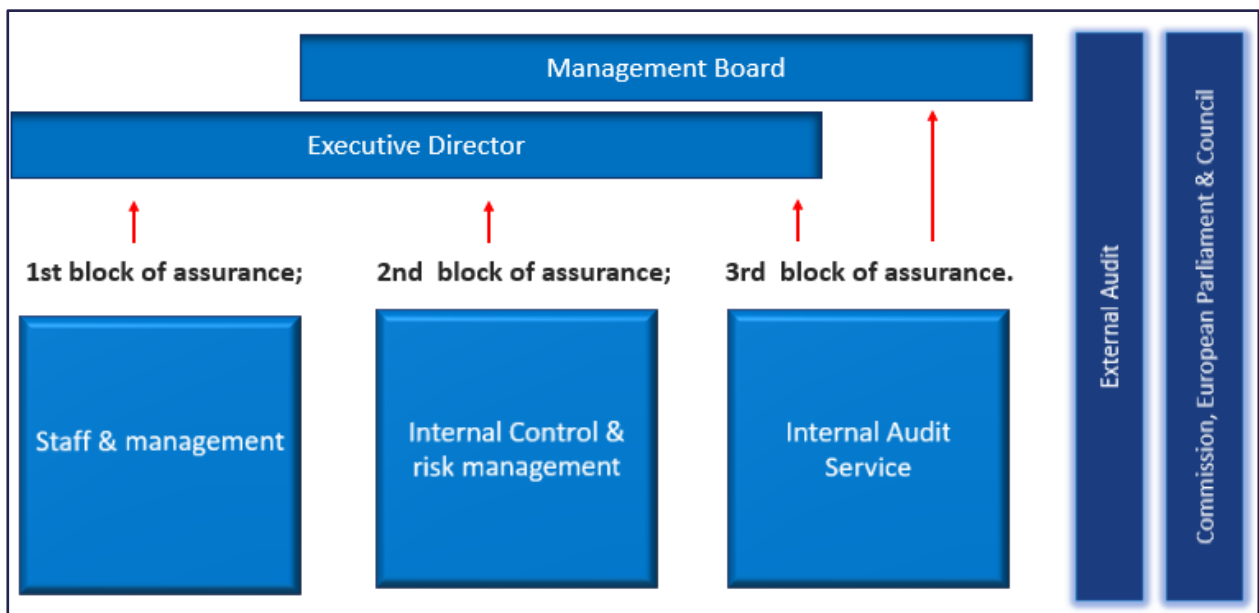 Management Board
Executive Director
1st block of assurance;
2nd  block of assurance;
3rd  block of assurance.
Staff & management
Internal Control &
risk management
Internal Audit
Service
External Audit
Commission, European Parliament & Council